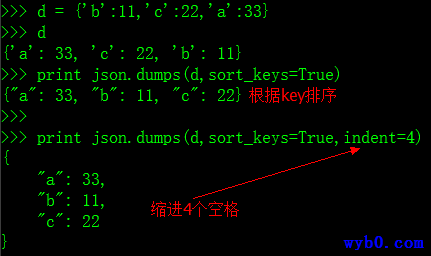 >>> d = {'b':11,'c':22,'a':33}
>>> d
{'a': 33, 'c': 22, 'b': 11}
>>> print json.dumps(d,sort_keys=True)
{"a": 33, "b": 11, "c": 22} 根据key排序
>>>
>>> print json.dumps(d,sort_keys=True,indent=4)
{
    "a": 33,
    "b": 11,
    "c": 22
缩进4个空格
}
wyb0.com